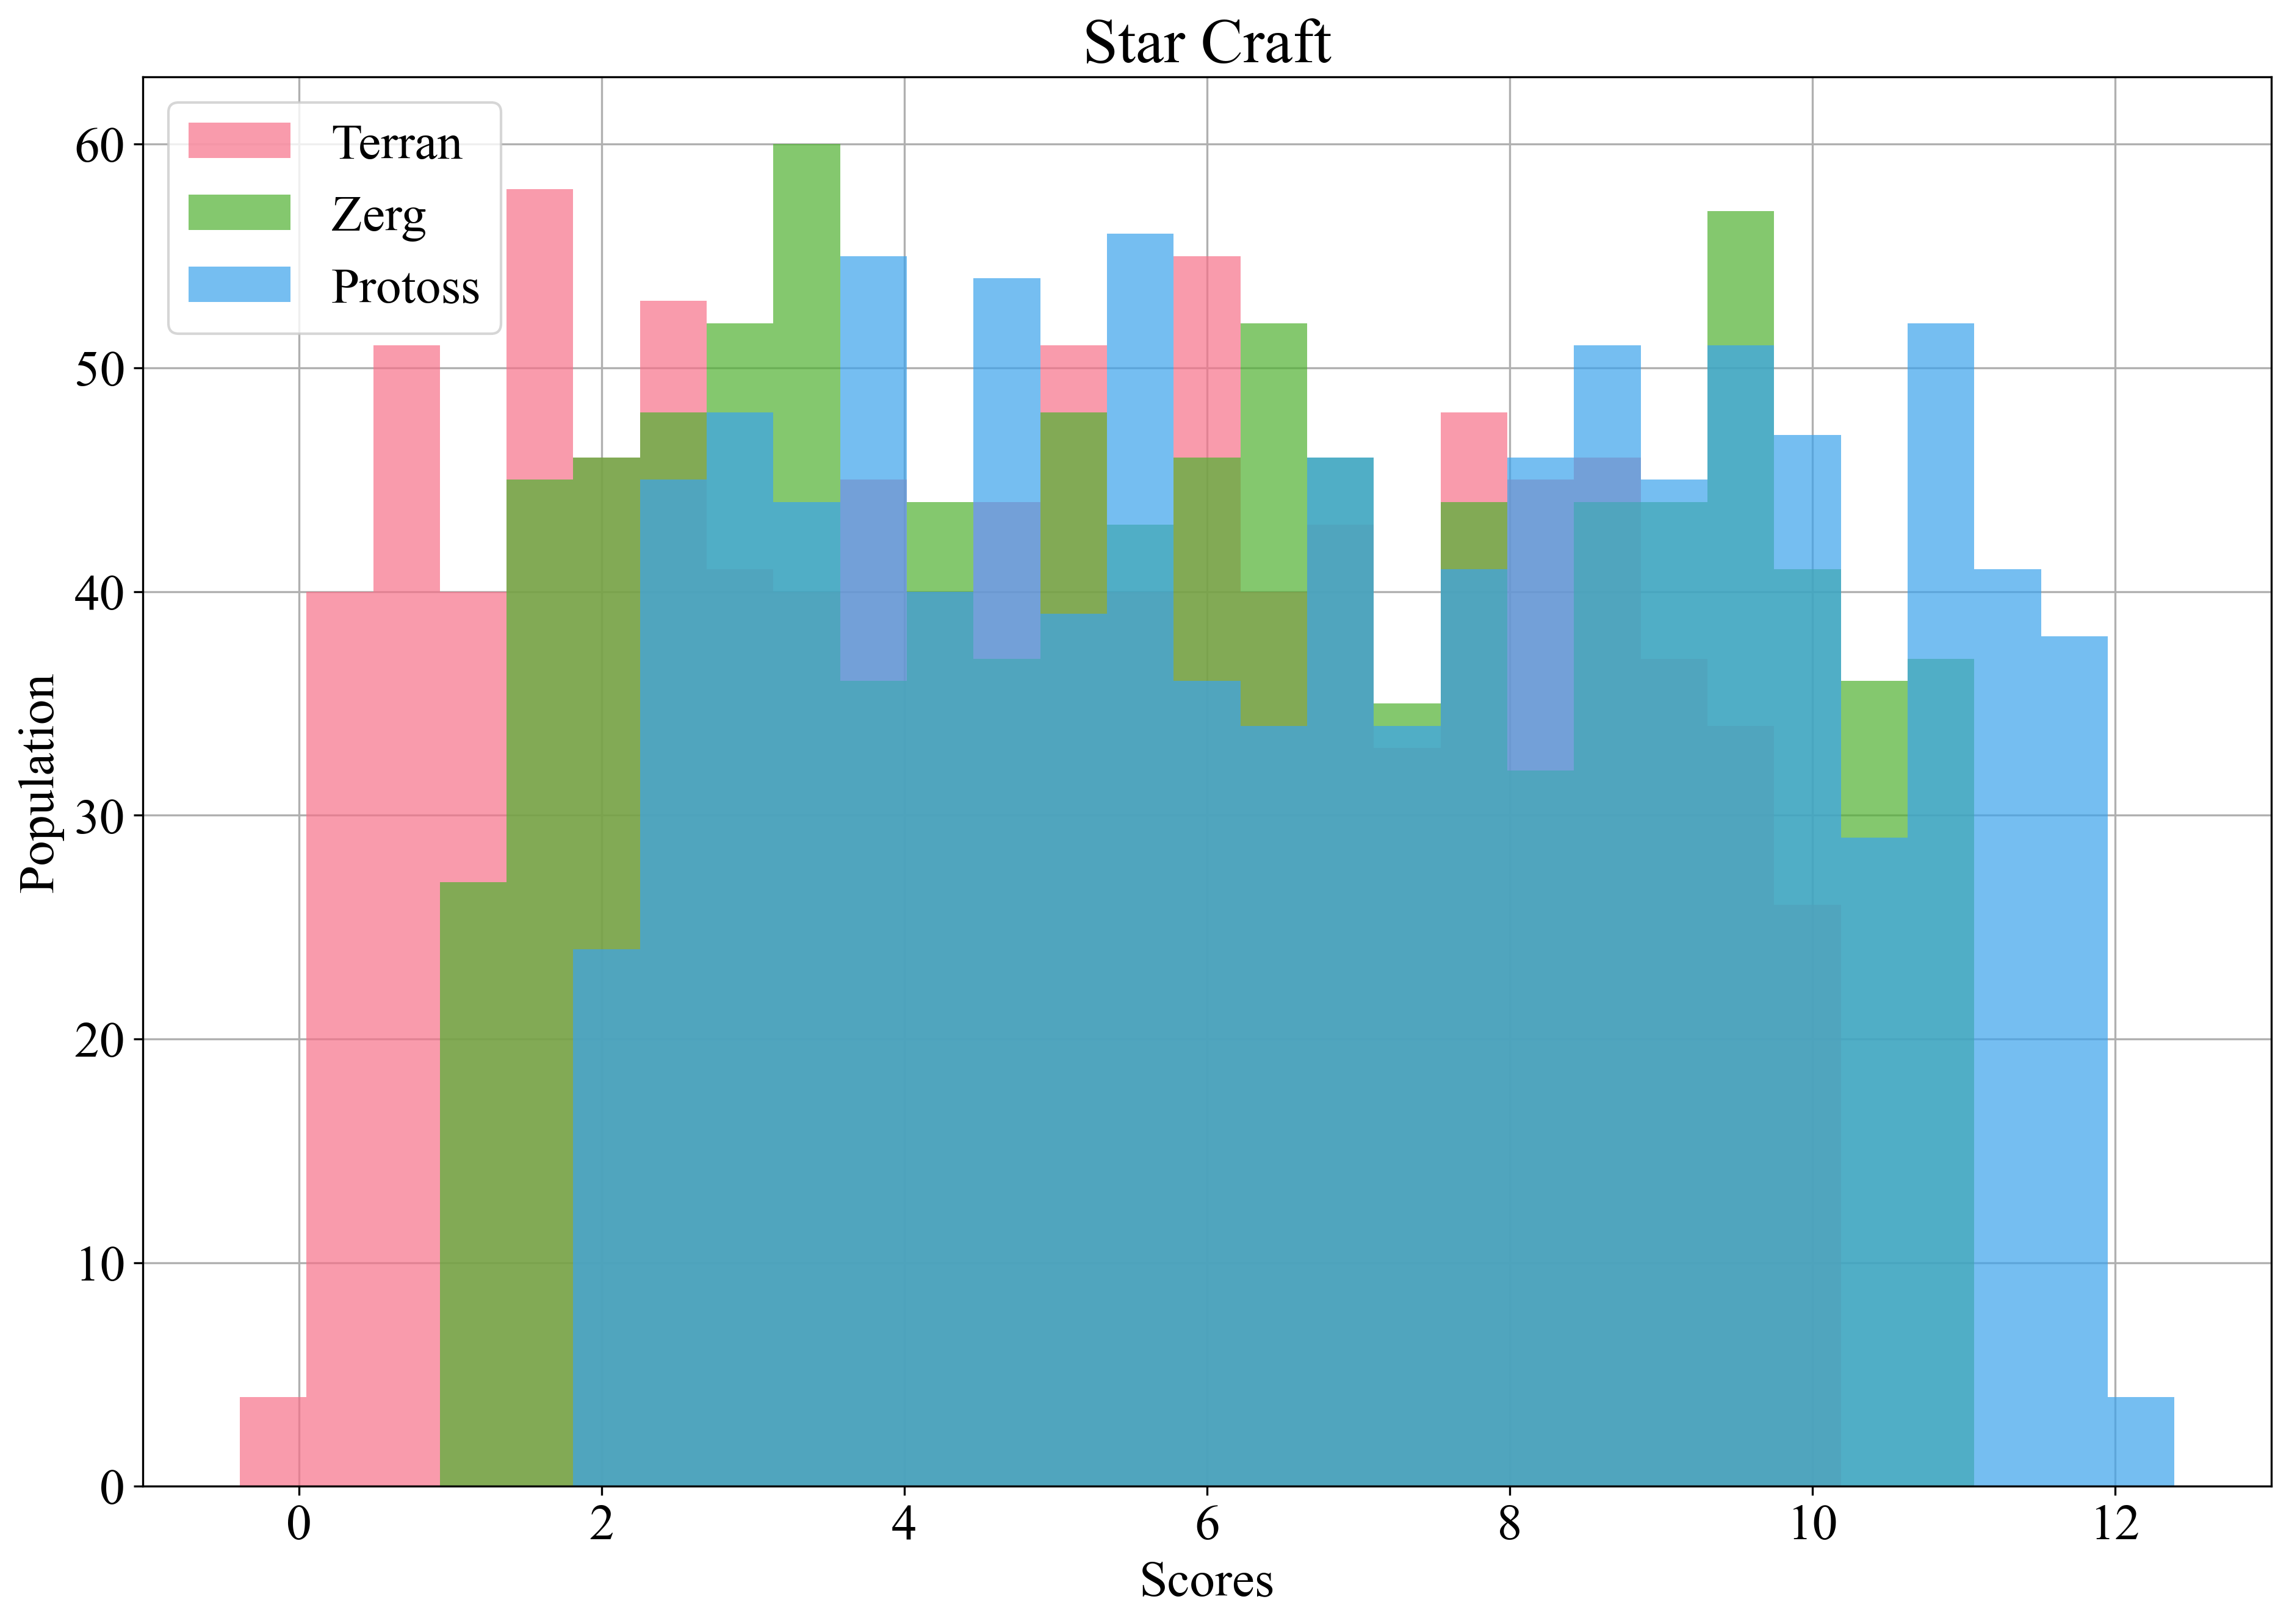 Star Craft
Terran
Zerg
Protoss
60
50
40
30
20
10
0
Population
0 2 4 6 8 10 12
Scores